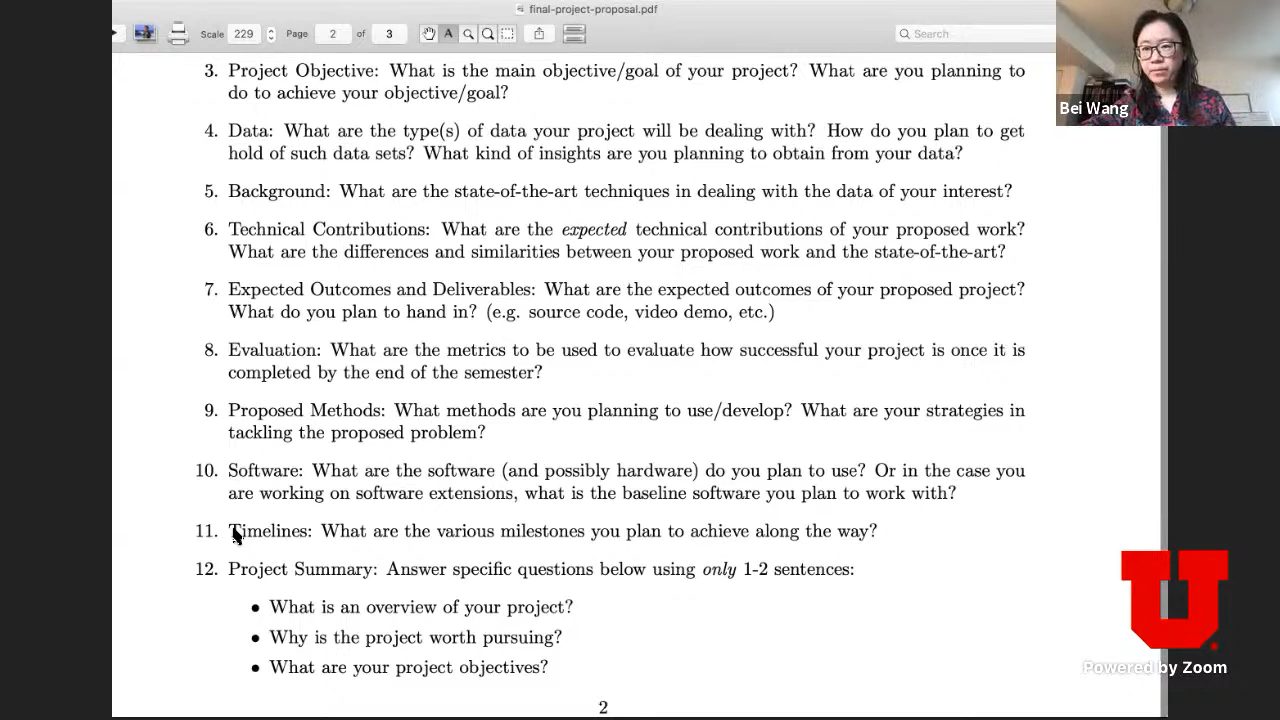 final-project-proposal.pdf
Scale 229 Page 2 of 3 A Search
Bei Wang
3. Project Objective: What is the main objective/goal of your project? What are you planning to
do to achieve your objective/goal?
4. Data: What are the type(s) of data your project will be dealing with? How do you plan to get
hold of such data sets? What kind of insights are you planning to obtain from your data?
5. Background: What are the state-of-the-art techniques in dealing with the data of your interest?
6. Technical Contributions: What are the expected technical contributions of your proposed work?
What are the differences and similarities between your proposed work and the state-of-the-art?
7. Expected Outcomes and Deliverables: What are the expected outcomes of your proposed project?
What do you plan to hand in? (e.g. source code, video demo, etc.)
8. Evaluation: What are the metrics to be used to evaluate how successful your project is once it is
completed by the end of the semester?
9. Proposed Methods: What methods are you planning to use/develop? What are your strategies in
tackling the proposed problem?
10. Software: What are the software (and possibly hardware) do you plan to use? Or in the case you
are working on software extensions, what is the baseline software you plan to work with?
11. Timelines: What are the various milestones you plan to achieve along the way?
12. Project Summary: Answer specific questions below using only 1-2 sentences:
• What is an overview of your project?
• Why is the project worth pursuing?
• What are your project objectives?
2
U
Powered by Zoom